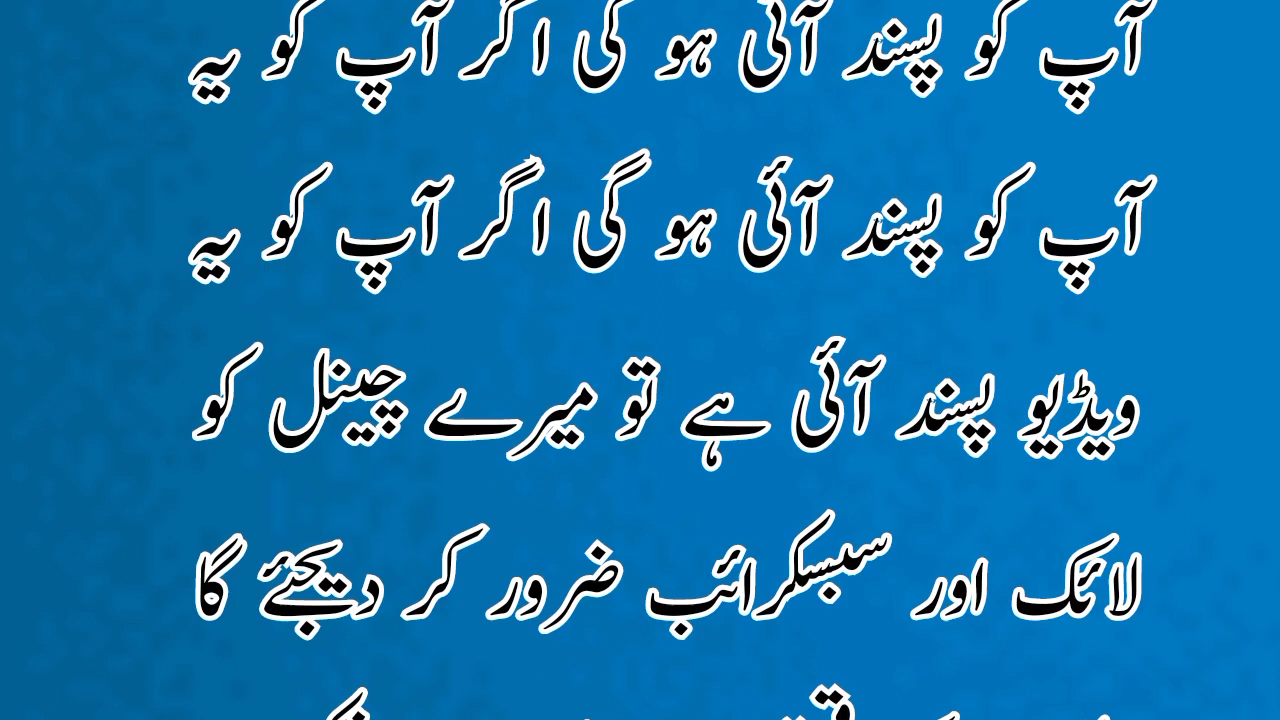 آپ کو پسند آئی ہو گی اگر آپ کو یہ
آپ کو پسند آئی ہو گی اگر آپ کو یہ
ویڈیو پسند آئی ہے تو میرے چینل کو
لائک اور سبسکرائب ضرور کر دیجئے گا